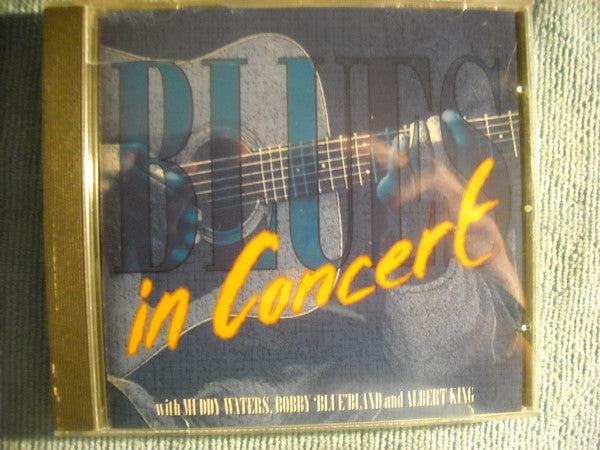 BLUES
in Concert
with MUDDY WATERS, BOBBY 'BLUE' BLAND and ALBERT KING